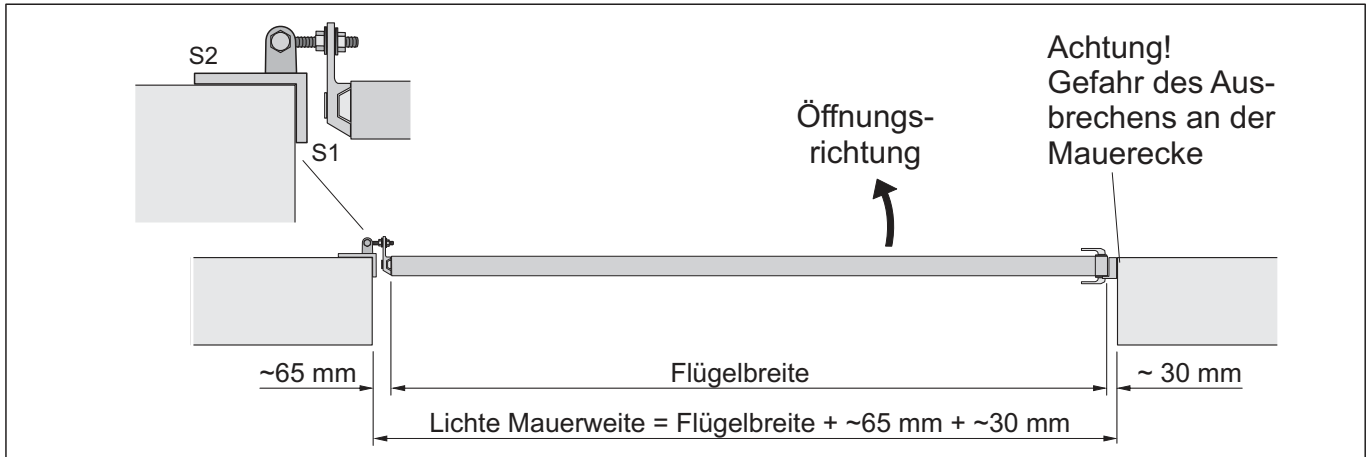 S2
S1
Achtung!
Gefahr des Aus-
brechens an der
Mauerecke
Öffnungs-
richtung
~65 mm
Flügelbreite
~ 30 mm
Lichte Mauerweite = Flügelbreite + ~65 mm + ~30 mm